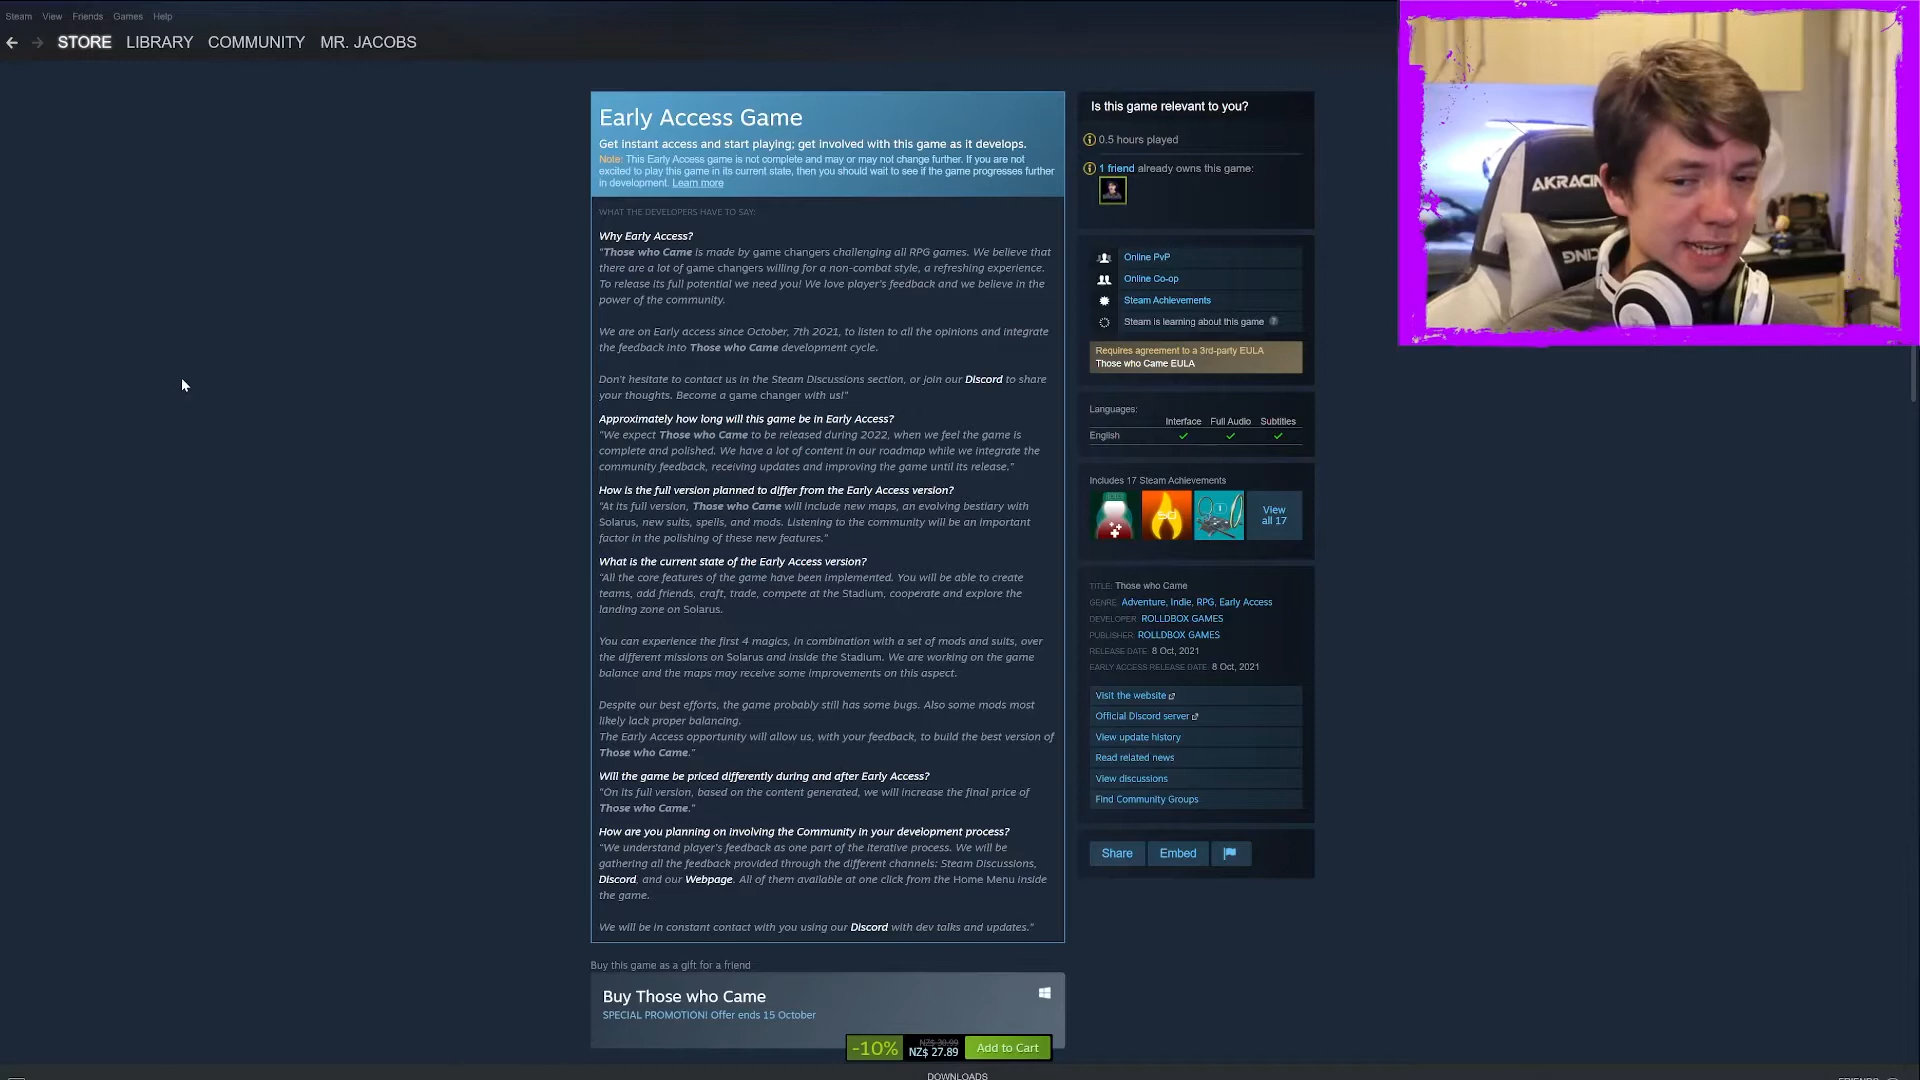 Steam View Friends Games Help
STORE LIBRARY COMMUNITY MR. JACOBS
Early Access Game
Get instant access and start playing; get involved with this game as it develops.
Note: This Early Access game is not complete and may or may not change further. If you are not
excited to play this game in its current state, then you should wait to see if the game progresses further
in development. Learn more
WHAT THE DEVELOPERS HAVE TO SAY:
Why Early Access?
"Those who Came is made by game changers challenging all RPG games. We believe that
there are a lot of game changers willing for a non-combat style, a refreshing experience.
To release its full potential we need you! We love player's feedback and we believe in the
power of the community.
We are on Early access since October, 7th 2021, to listen to all the opinions and integrate
the feedback into Those who Came development cycle.
Don't hesitate to contact us in the Steam Discussions section, or join our Discord to share
your thoughts. Become a game changer with us!"
Approximately how long will this game be in Early Access?
"We expect Those who Came to be released during 2022, when we feel the game is
complete and polished. We have a lot of content in our roadmap while we integrate the
community feedback, receiving updates and improving the game until its release."
How is the full version planned to differ from the Early Access version?
"At its full version, Those who Came will include new maps, an evolving bestiary with
Solarus, new suits, spells, and mods. Listening to the community will be an important
factor in the polishing of these new features."
What is the current state of the Early Access version?
"All the core features of the game have been implemented. You will be able to create
teams, add friends, craft, trade, compete at the Stadium, cooperate and explore the
landing zone on Solarus.
You can experience the first 4 magics, in combination with a set of mods and suits, over
the different missions on Solarus and inside the Stadium. We are working on the game
balance and the maps may receive some improvements on this aspect.
Despite our best efforts, the game probably still has some bugs. Also some mods most
likely lack proper balancing.
The Early Access opportunity will allow us, with your feedback, to build the best version of
Those who Came."
Will the game be priced differently during and after Early Access?
"On its full version, based on the content generated, we will increase the final price of
Those who Came."
How are you planning on involving the Community in your development process?
"We understand player's feedback as one part of the iterative process. We will be
gathering all the feedback provided through the different channels: Steam Discussions,
Discord, and our Webpage. All of them available at one click from the Home Menu inside
the game.
We will be in constant contact with you using our Discord with dev talks and updates."
Buy this game as a gift for a friend
Buy Those who Came
SPECIAL PROMOTION! Offer ends 15 October
-10% NZ$ 30.99
NZ$ 27.89
Add to Cart
DOWNLOADS
Is this game relevant to you?
0.5 hours played
1 friend already owns this game:
Online PvP
Online Co-op
Steam Achievements
Steam is learning about this game ?
Requires agreement to a 3rd-party EULA
Those who Came EULA
Languages:
Interface Full Audio Subtitles
English
Includes 17 Steam Achievements
View
all 17
TITLE: Those who Came
GENRE: Adventure, Indie, RPG, Early Access
DEVELOPER: ROLLDBOX GAMES
PUBLISHER: ROLLDBOX GAMES
RELEASE DATE: 8 Oct, 2021
EARLY ACCESS RELEASE DATE: 8 Oct, 2021
Visit the website
Official Discord server
View update history
Read related news
View discussions
Find Community Groups
Share Embed
AKRACIN